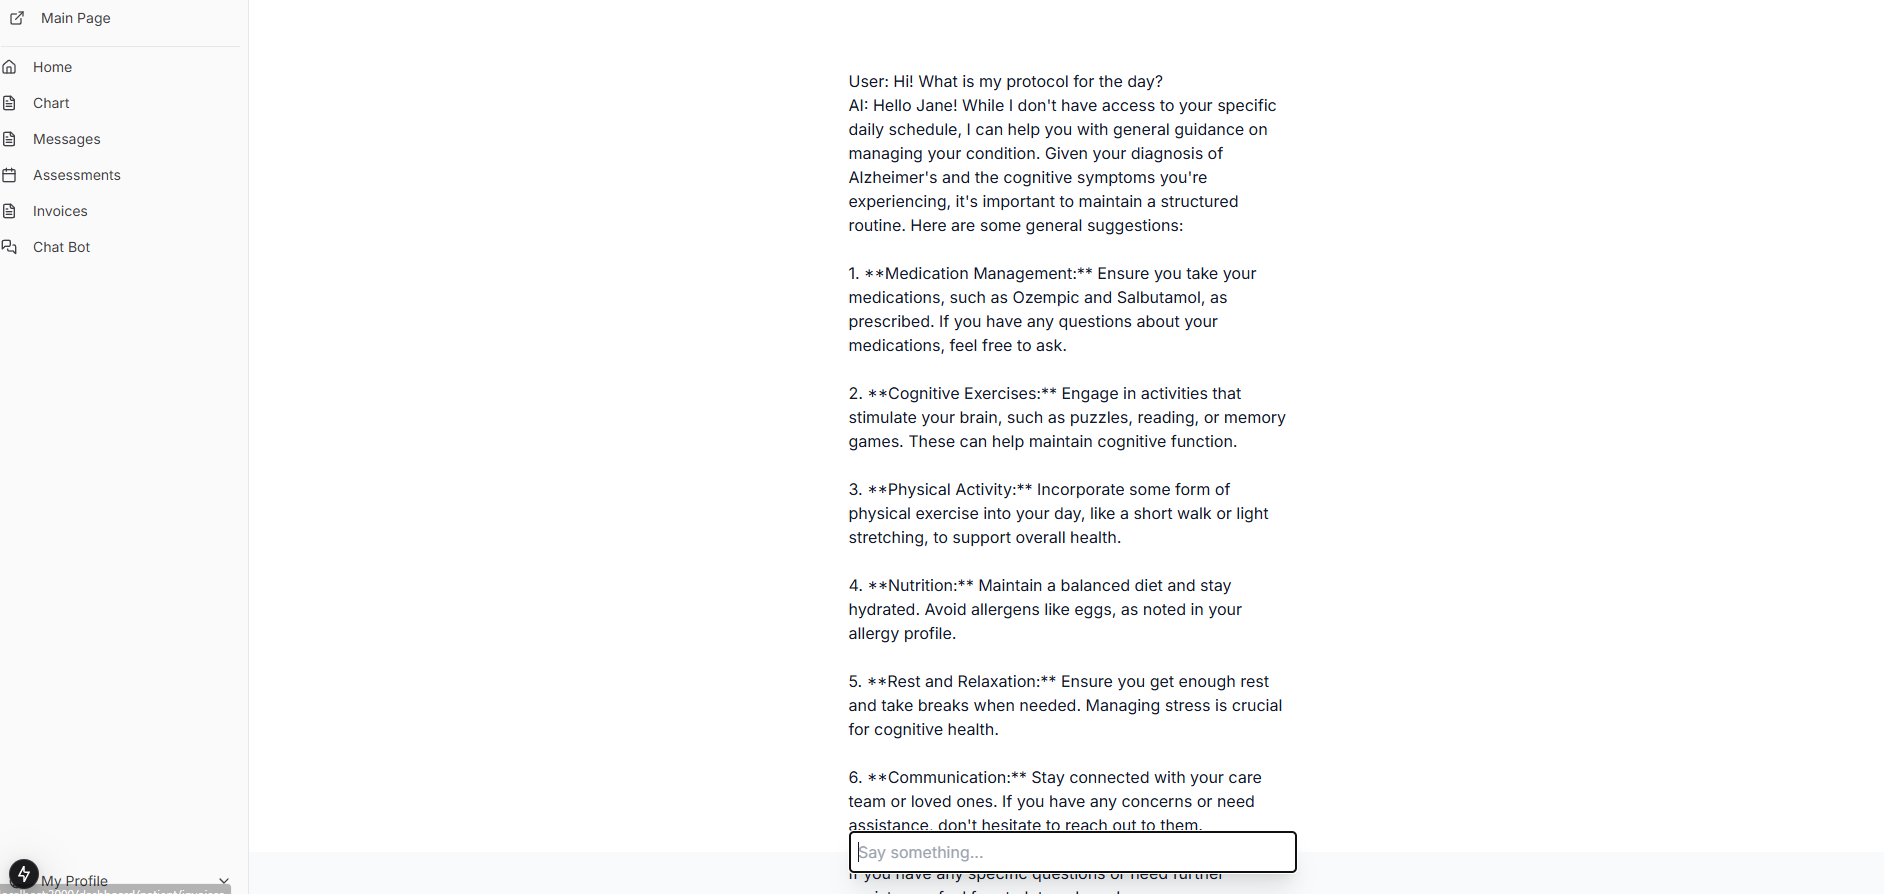 Main Page
Home
Chart
Messages
Assessments
Invoices
Chat Bot
My Profile
User: Hi! What is my protocol for the day?
AI: Hello Jane! While I don't have access to your specific
daily schedule, I can help you with general guidance on
managing your condition. Given your diagnosis of
Alzheimer's and the cognitive symptoms you're
experiencing, it's important to maintain a structured
routine. Here are some general suggestions:
1. **Medication Management:** Ensure you take your
medications, such as Ozempic and Salbutamol, as
prescribed. If you have any questions about your
medications, feel free to ask.
2. **Cognitive Exercises:** Engage in activities that
stimulate your brain, such as puzzles, reading, or memory
games. These can help maintain cognitive function.
3. **Physical Activity:** Incorporate some form of
physical exercise into your day, like a short walk or light
stretching, to support overall health.
4. **Nutrition:** Maintain a balanced diet and stay
hydrated. Avoid allergens like eggs, as noted in your
allergy profile.
5. **Rest and Relaxation:** Ensure you get enough rest
and take breaks when needed. Managing stress is crucial
for cognitive health.
6. **Communication:** Stay connected with your care
team or loved ones. If you have any concerns or need
assistance, don't hesitate to reach out to them.
Say something...
If you have any specific questions or need further